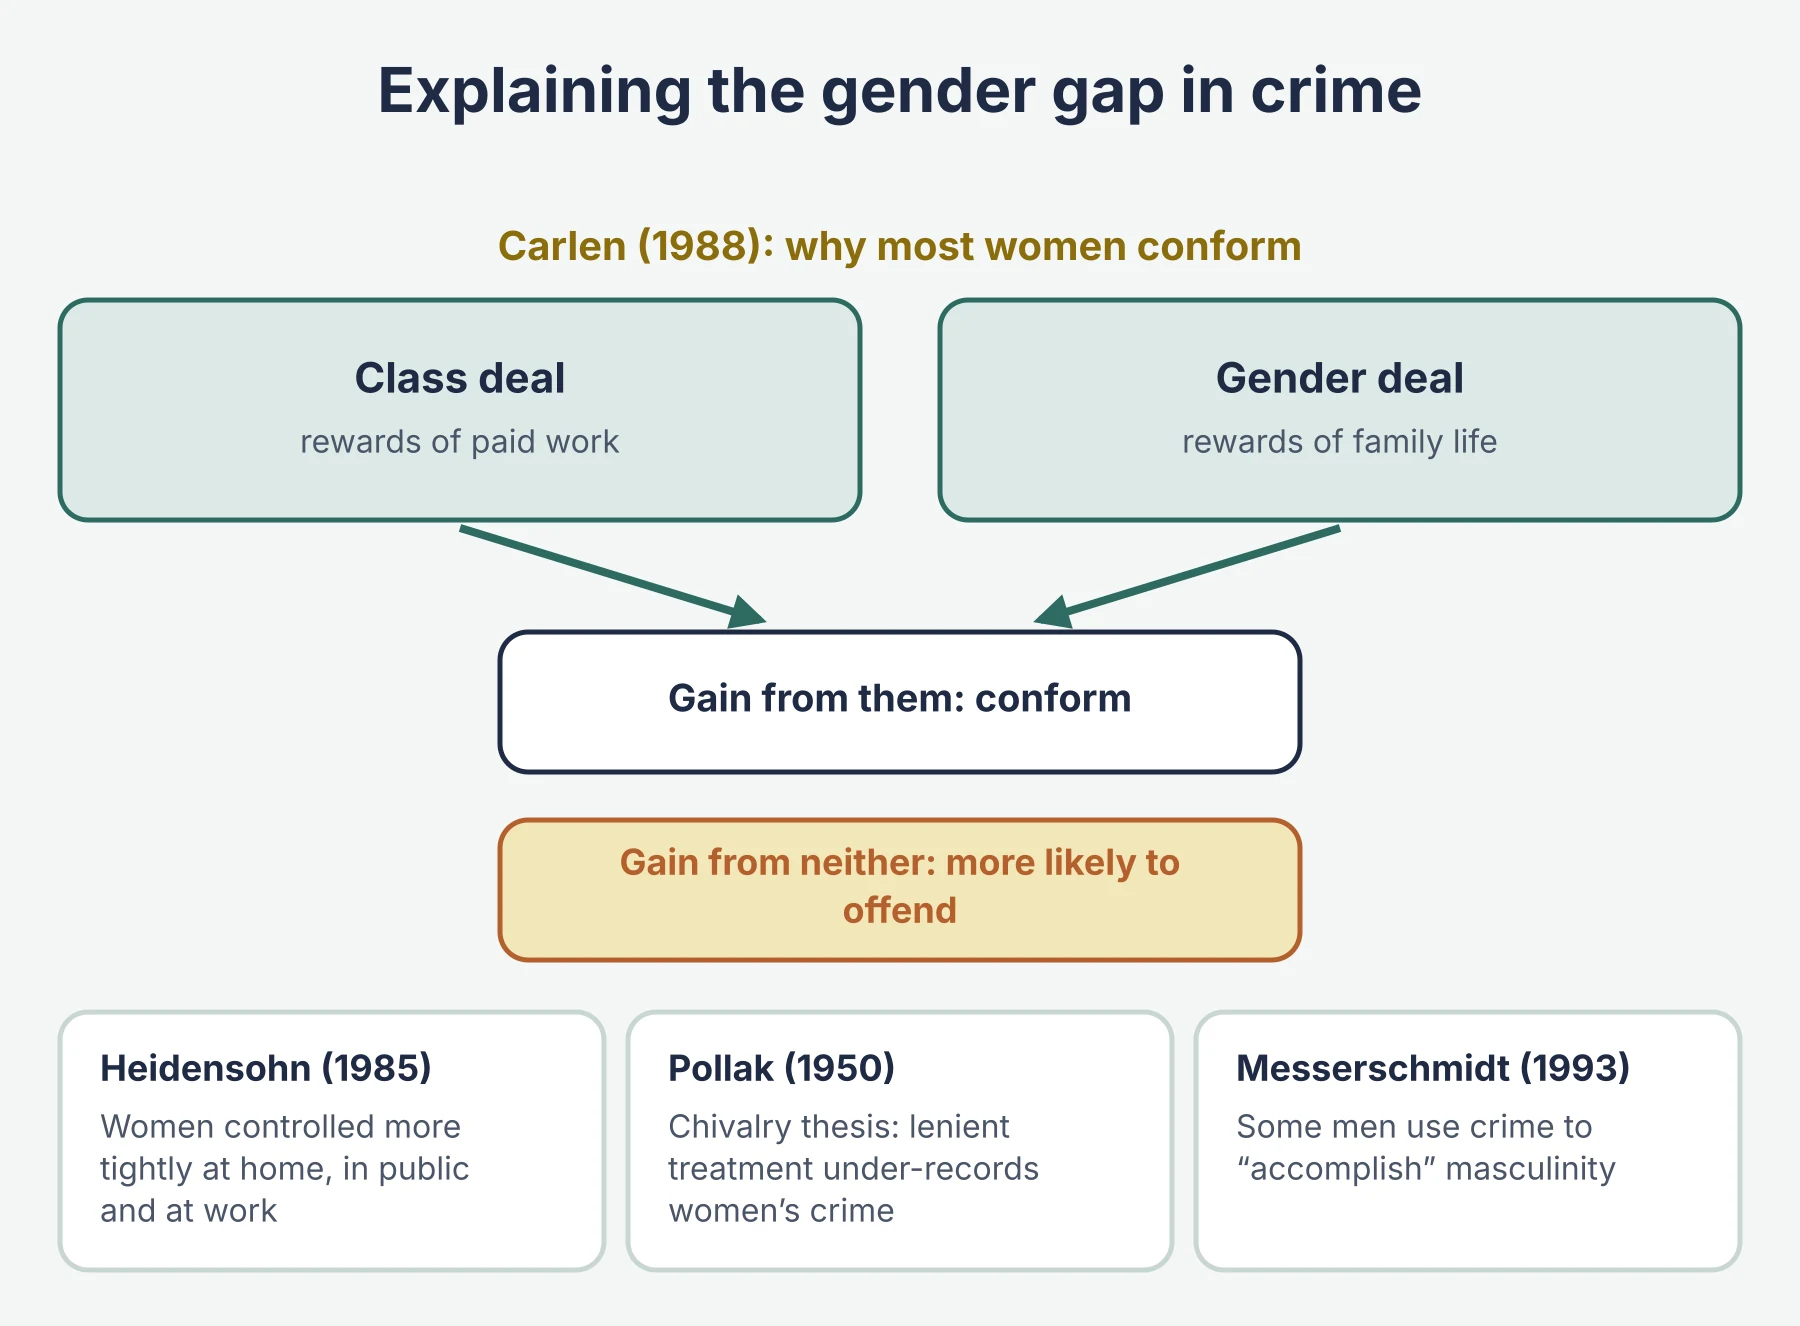 Explaining the gender gap in crime
Carlen (1988): why most women conform
Class deal
rewards of paid work
Gender deal
rewards of family life
Gain from them: conform
Gain from neither: more likely to
offend
Heidensohn (1985)
Women controlled more
tightly at home, in public
and at work
Pollak (1950)
Chivalry thesis: lenient
treatment under-records
women’s crime
Messerschmidt (1993)
Some men use crime to
“accomplish” masculinity